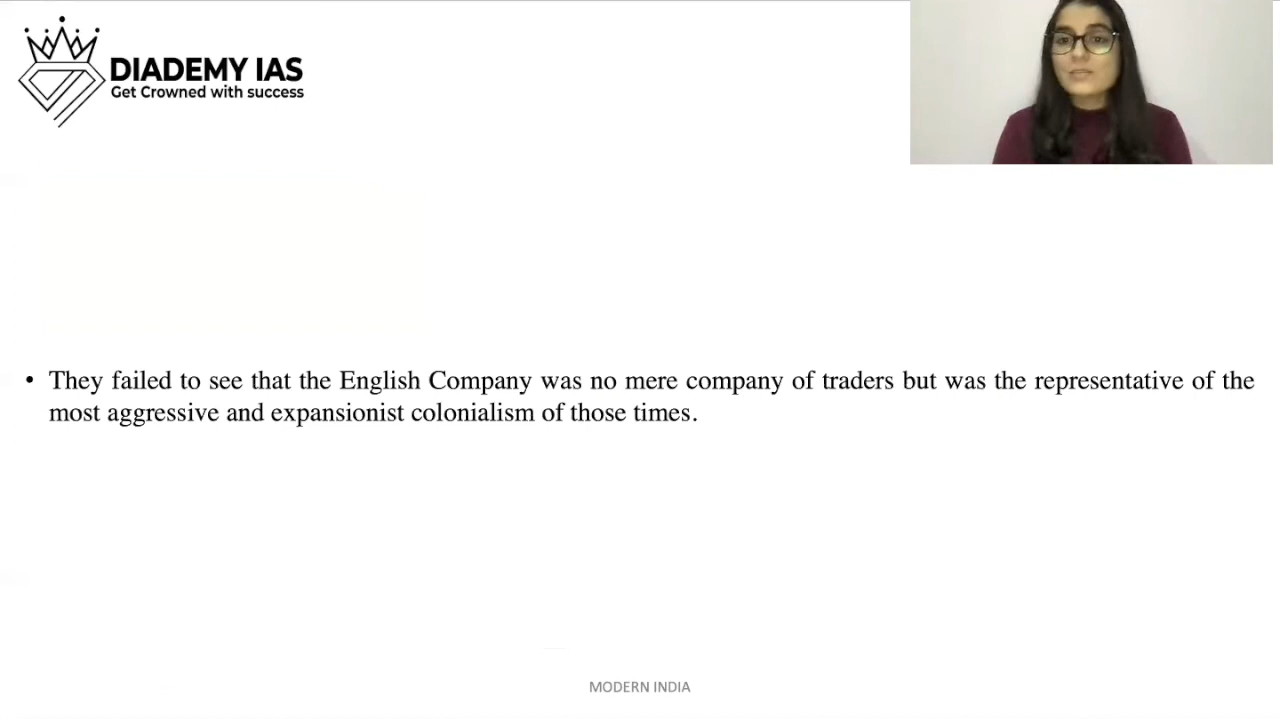 DIADEMY IAS
Get Crowned with success
• They failed to see that the English Company was no mere company of traders but was the representative of the
most aggressive and expansionist colonialism of those times.
MODERN INDIA